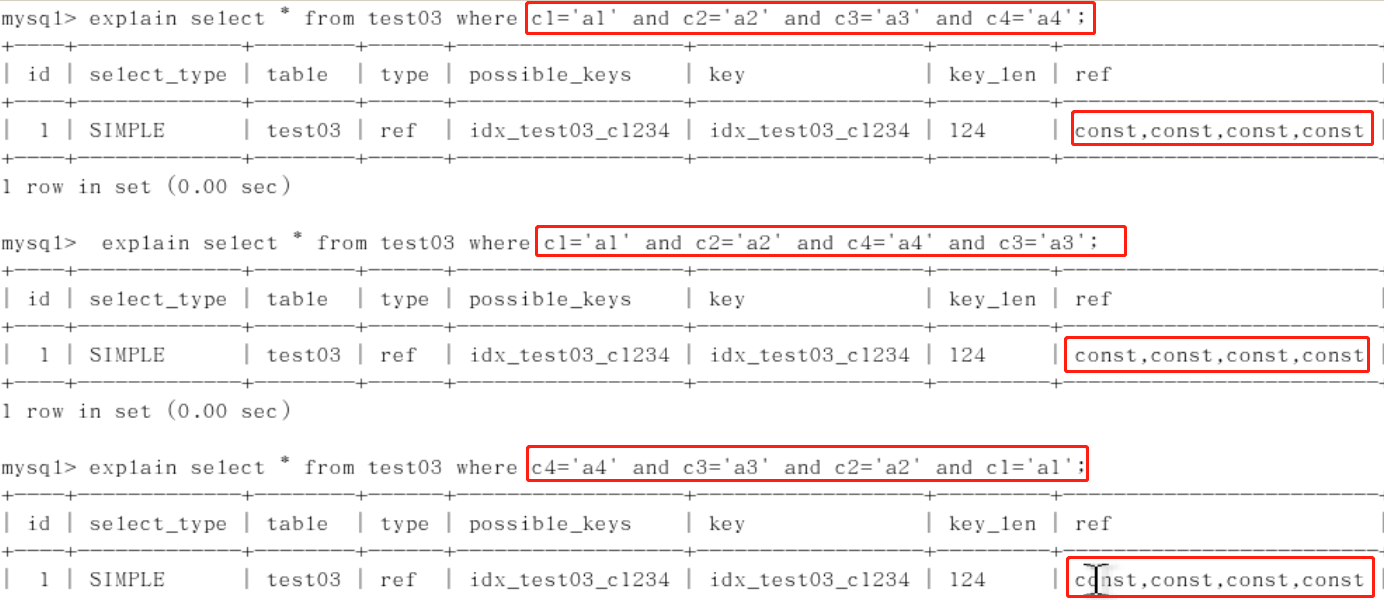 mysql> explain select * from test03 where c1='a1' and c2='a2' and c3='a3' and c4='a4';
+----+-------------+--------+------+------------------+------------------+---------+-------------------------+
| id | select_type | table | type | possible_keys | key | key_len | ref |
+----+-------------+--------+------+------------------+------------------+---------+-------------------------+
| 1 | SIMPLE | test03 | ref | idx_test03_c1234 | idx_test03_c1234 | 124 | const,const,const,const |
+----+-------------+--------+------+------------------+------------------+---------+-------------------------+
1 row in set (0.00 sec)
mysql> explain select * from test03 where c1='a1' and c2='a2' and c4='a4' and c3='a3';
+----+-------------+--------+------+------------------+------------------+---------+-------------------------+
| id | select_type | table | type | possible_keys | key | key_len | ref |
+----+-------------+--------+------+------------------+------------------+---------+-------------------------+
| 1 | SIMPLE | test03 | ref | idx_test03_c1234 | idx_test03_c1234 | 124 | const,const,const,const |
+----+-------------+--------+------+------------------+------------------+---------+-------------------------+
1 row in set (0.00 sec)
mysql> explain select * from test03 where c4='a4' and c3='a3' and c2='a2' and c1='a1';
+----+-------------+--------+------+------------------+------------------+---------+-------------------------+
| id | select_type | table | type | possible_keys | key | key_len | ref |
+----+-------------+--------+------+------------------+------------------+---------+-------------------------+
| 1 | SIMPLE | test03 | ref | idx_test03_c1234 | idx_test03_c1234 | 124 | const,const,const,const |